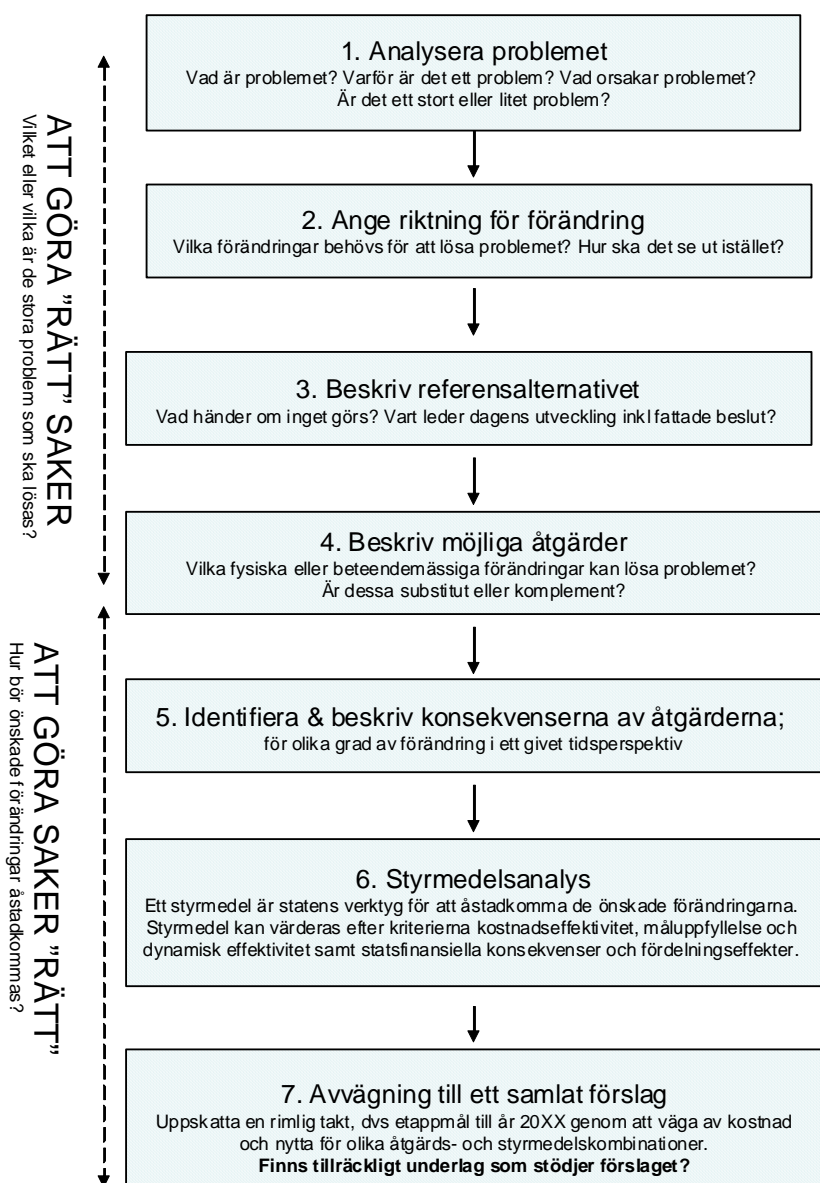 1. Analysera problemet
Vad är problemet? Varför är det ett problem? Vad orsakar problemet?
Är det ett stort eller litet problem?
2. Ange riktning för förändring
Vilka förändringar behövs för att lösa problemet? Hur ska det se ut istället?
3. Beskriv referensalternativet
Vad händer om inget görs? Vart leder dagens utveckling inkl fattade beslut?
4. Beskriv möjliga åtgärder
Vilka fysiska eller beteendemässiga förändringar kan lösa problemet?
Är dessa substitut eller komplement?
ATT GÖRA ”RÄTT” SAKER
Vilket eller vilka är de stora problem som ska lösas?
5. Identifiera & beskriv konsekvenserna av åtgärderna;
för olika grad av förändring i ett givet tidsperspektiv
6. Styrmedelsanalys
Ett styrmedel är statens verktyg för att åstadkomma de önskade förändringarna.
Styrmedel kan värderas efter kriterierna kostnadseffektivitet, måluppfyllelse och
dynamisk effektivitet samt statsfinansiella konsekvenser och fördelningseffekter.
7. Avvägning till ett samlat förslag
Uppskatta en rimlig takt, dvs etappmål till år 20XX genom att väga av kostnad
och nytta för olika åtgärds- och styrmedelskombinationer.
Finns tillräckligt underlag som stödjer förslaget?
ATT GÖRA SAKER ”RÄTT”
Hur bör önskade förändringar åstadkommas?